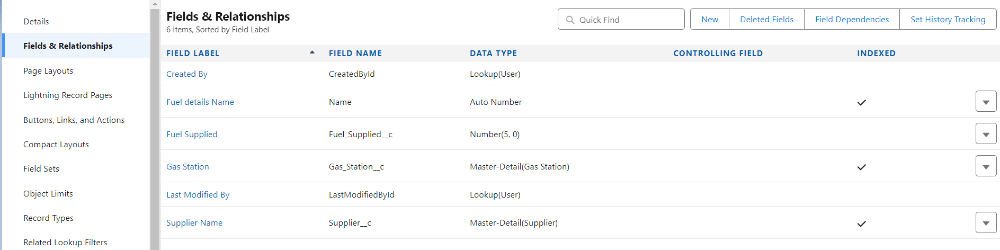 Details
Fields & Relationships
Page Layouts
Lightning Record Pages
Buttons, Links, and Actions
Compact Layouts
Field Sets
Object Limits
Record Types
Related Lookup Filters
Fields & Relationships
6 Items, Sorted by Field Label
Quick Find
New Deleted Fields Field Dependencies Set History Tracking
FIELD LABEL FIELD NAME DATA TYPE CONTROLLING FIELD INDEXED
Created By CreatedById Lookup(User)
Fuel details Name Name Auto Number
Fuel Supplied Fuel_Supplied__c Number(5, 0)
Gas Station Gas_Station__c Master-Detail(Gas Station)
Last Modified By LastModifiedById Lookup(User)
Supplier Name Supplier__c Master-Detail(Supplier)